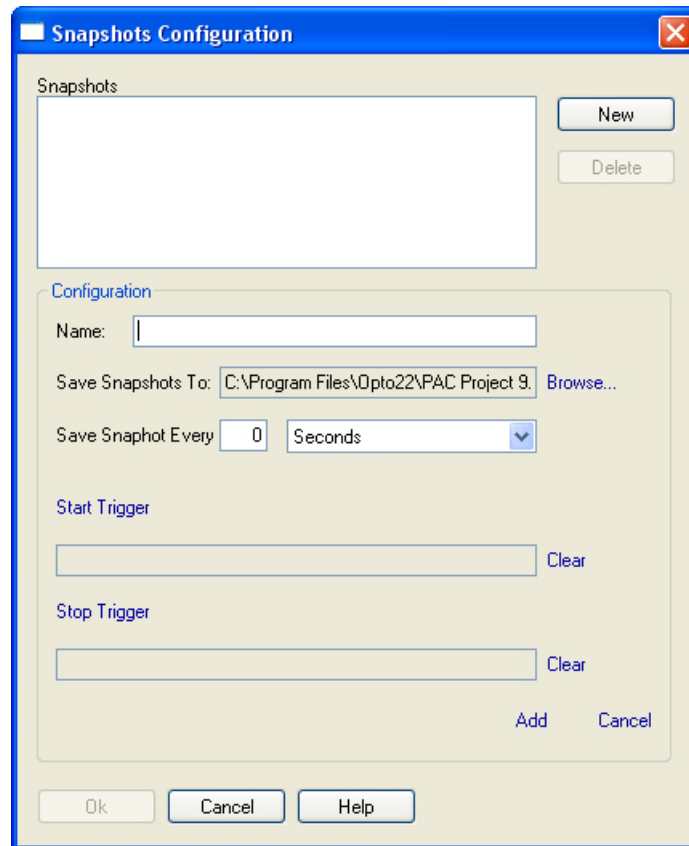 Snapshots Configuration
Snapshots
New
Delete
Configuration
Name:
Save Snapshots To: C:\Program Files\Opto22\PAC Project 9. Browse...
Save Snaphot Every 0 Seconds
Start Trigger
Clear
Stop Trigger
Clear
Add Cancel
Ok Cancel Help